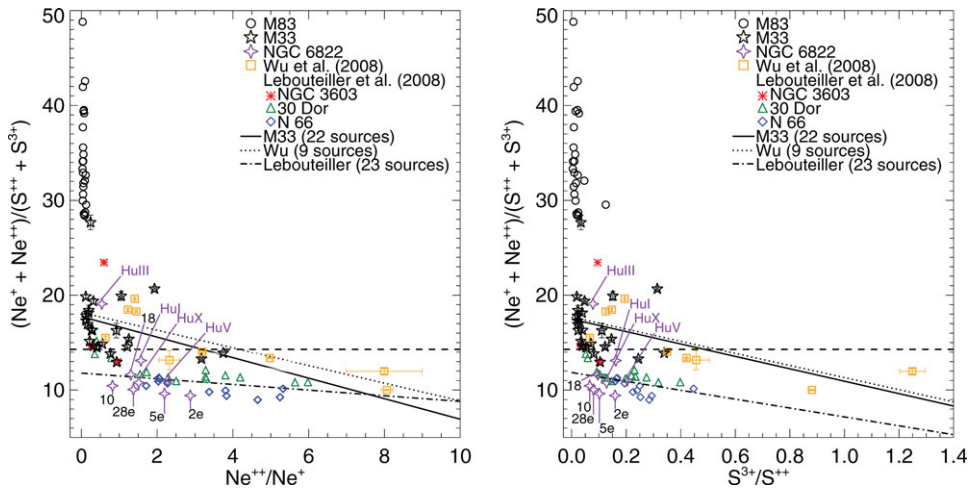 50
40
30
20
10
(Ne⁺ + Ne⁺⁺)/(S⁺⁺ + S³⁺)
M83
M33
NGC 6822
Wu et al. (2008)
Lebouteiller et al. (2008)
NGC 3603
30 Dor
N 66
M33 (22 sources)
Wu (9 sources)
Lebouteiller (23 sources)
HuIII
HuI
18
HuX
HuV
10
28e
5e
2e
0
2
4
6
8
10
Ne⁺⁺/Ne⁺
50
40
30
20
10
(Ne⁺ + Ne⁺⁺)/(S⁺⁺ + S³⁺)
M83
M33
NGC 6822
Wu et al. (2008)
Lebouteiller et al. (2008)
NGC 3603
30 Dor
N 66
M33 (22 sources)
Wu (9 sources)
Lebouteiller (23 sources)
HuIII
HuI
HuX
HuV
18
10
28e
5e
2e
0.0
0.2
0.4
0.6
0.8
1.0
1.2
1.4
S³⁺/S⁺⁺